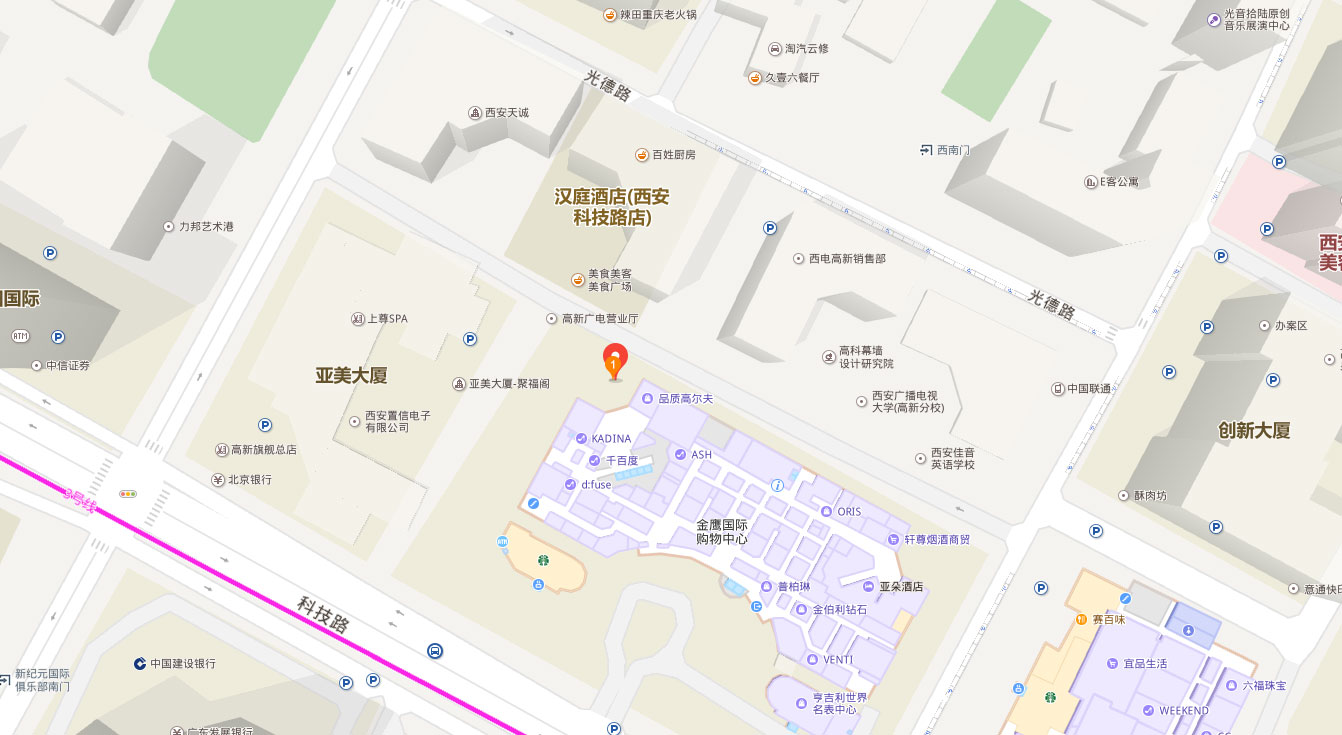 辣田重庆老火锅
光音拾陆原创
音乐展演中心
淘汽云修
久壹六餐厅
光德路
西安天诚
百姓厨房
西南门
E客公寓
汉庭酒店(西安
科技路店)
力邦艺术港
西电高新销售部
美食美客
美食广场
国际
光德路
上尊SPA
高新广电营业厅
办案区
ATM
中信证券
高科幕墙
设计研究院
1
亚美大厦
亚美大厦-聚福阁
中国联通
西安广播电视
大学(高新分校)
品质高尔夫
西安置信电子
有限公司
创新大厦
KADINA
高新旗舰总店
千百度
ASH
西安佳音
英语学校
北京银行
d:fuse
3号线
酥肉坊
ORIS
金鹰国际
购物中心
轩尊烟酒商贸
ATM
普柏琳
亚朵酒店
意通快印
科技路
金伯利钻石
赛百味
中国建设银行
VENTI
宜品生活
新纪元国际
俱乐部南门
六福珠宝
亨吉利世界
名表中心
WEEKEND
广东发展银行